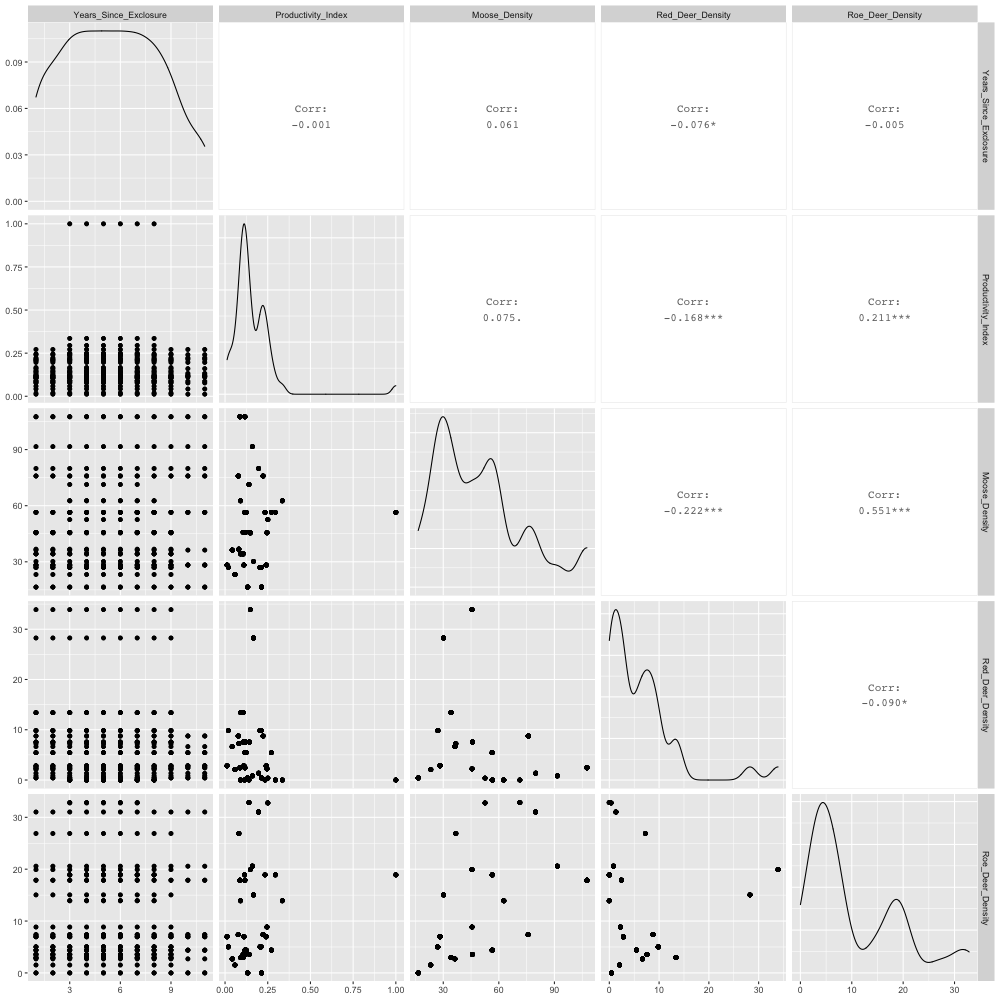 Years_Since_Exclosure Productivity_Index Moose_Density Red_Deer_Density Roe_Deer_Density
0.09
0.06
0.03
0.00
Corr:
-0.001
Corr:
0.061
Corr:
-0.076*
Corr:
-0.005
Years_Since_Exclosure
1.00
0.75
0.50
0.25
0.00
Corr:
0.075.
Corr:
-0.168***
Corr:
0.211***
Productivity_Index
90
60
30
Corr:
-0.222***
Corr:
0.551***
Moose_Density
30
20
10
0
Corr:
-0.090*
Red_Deer_Density
30
20
10
0
Roe_Deer_Density
3 6 9 0.00 0.25 0.50 0.75 1.00 30 60 90 0 10 20 30 0 10 20 30